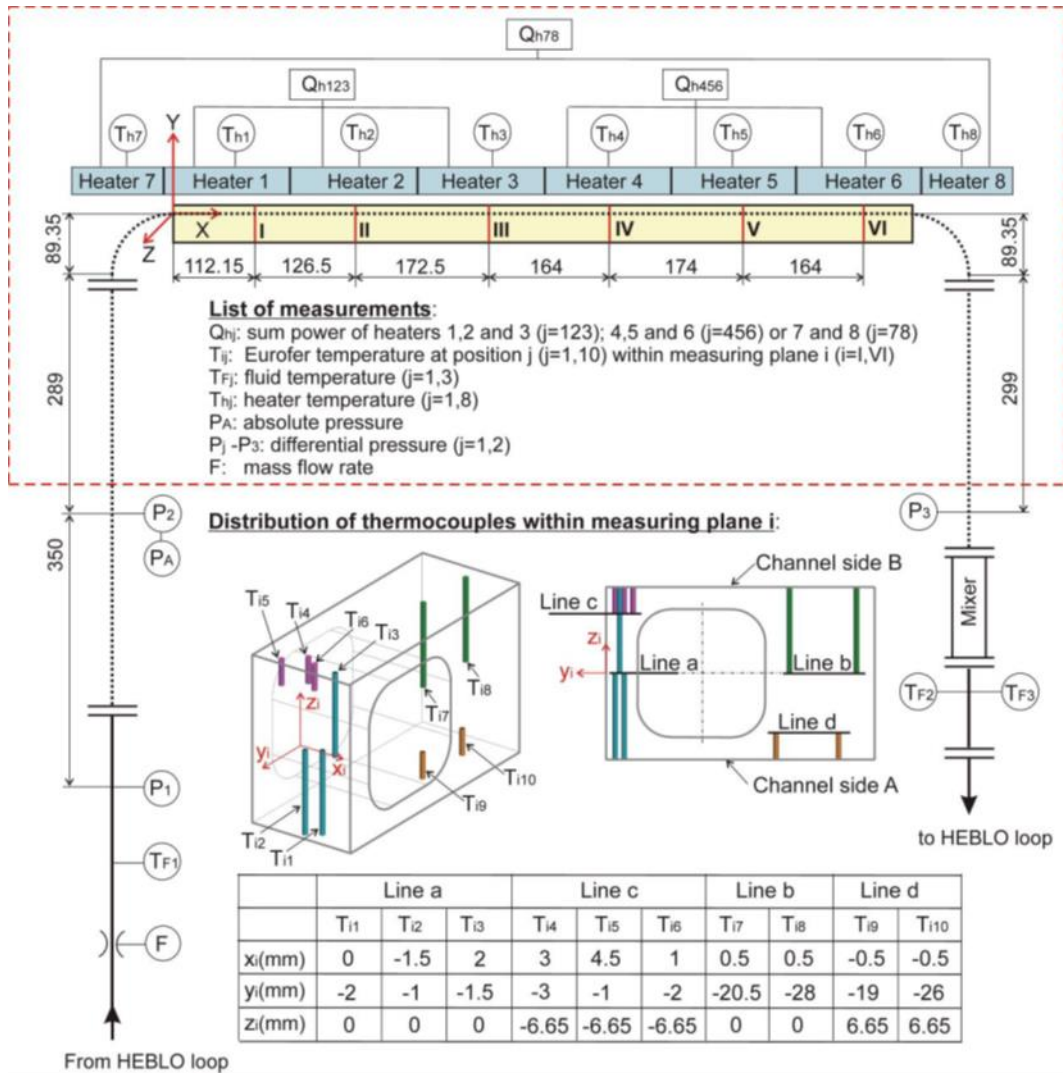 Qh78
Qh123
Qh456
Y
Th7
Th1
Th2
Th3
Th4
Th5
Th6
Th8
Heater 7
Heater 1
Heater 2
Heater 3
Heater 4
Heater 5
Heater 6
Heater 8
X
I
II
III
IV
V
VI
Z
89.35
89.35
112.15
126.5
172.5
164
174
164
List of measurements:
Qhj: sum power of heaters 1,2 and 3 (j=123); 4,5 and 6 (j=456) or 7 and 8 (j=78)
Tij: Eurofer temperature at position j (j=1,10) within measuring plane i (i=I,VI)
TFj: fluid temperature (j=1,3)
Thj: heater temperature (j=1,8)
PA: absolute pressure
Pj -P3: differential pressure (j=1,2)
F: mass flow rate
289
299
P2
PA
P3
350
Distribution of thermocouples within measuring plane i:
Ti5
Ti4
Ti6
Ti3
Ti8
Ti7
zi
yi
xi
Ti10
Ti9
Ti2
Ti1
Channel side B
Line c
zi
yi
Line a
Line b
Line d
Channel side A
Mixer
TF2
TF3
P1
TF1
F
to HEBLO loop
From HEBLO loop
Line a Line c Line b Line d
Ti1 Ti2 Ti3 Ti4 Ti5 Ti6 Ti7 Ti8 Ti9 Ti10
xi(mm) 0 -1.5 2 3 4.5 1 0.5 0.5 -0.5 -0.5
yi(mm) -2 -1 -1.5 -3 -1 -2 -20.5 -28 -19 -26
zi(mm) 0 0 0 -6.65 -6.65 -6.65 0 0 6.65 6.65